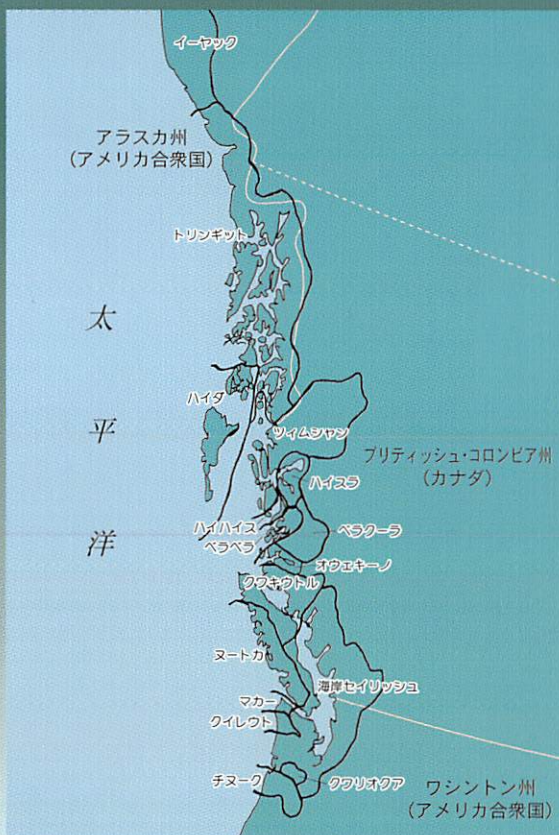 イーヤック
アラスカ州
(アメリカ合衆国)
トリンギット
太
平
洋
ハイダ
ツィムシャン
ブリティッシュ・コロンビア州
(カナダ)
ハイスラ
ハイハイス
ベラベラ
ベラクーラ
オウェキーノ
クワキウトル
ヌートカ
海岸セイリッシュ
マカー
クイレウト
チヌーク
クワリオクア
ワシントン州
(アメリカ合衆国)